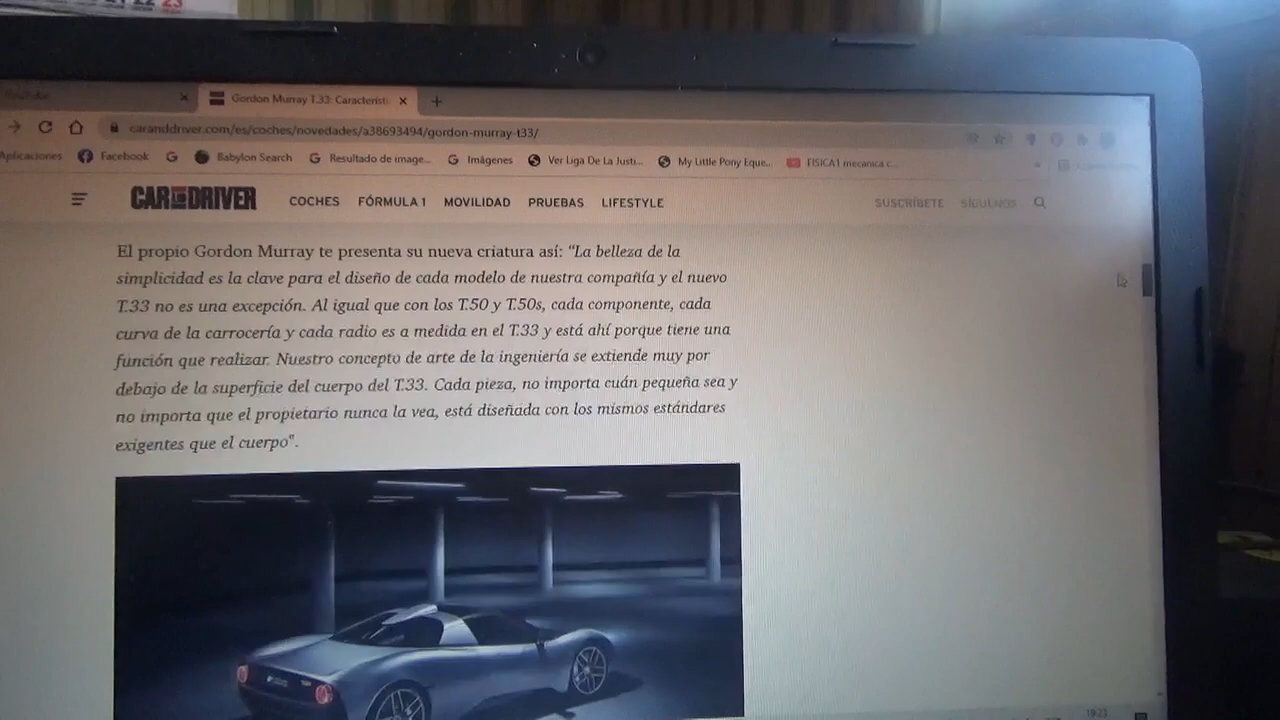 22 23
YouTube
Gordon Murray T.33: Característi
caranddriver.com/es/coches/novedades/a38693494/gordon-murray-t33/
Aplicaciones Facebook Babylon Search Resultado de image... Imágenes Ver Liga De La Justi... My Little Pony Eque... FISICA1 mecanica c...
CAR AND DRIVER COCHES FÓRMULA 1 MOVILIDAD PRUEBAS LIFESTYLE SUSCRÍBETE SÍGUENOS
El propio Gordon Murray te presenta su nueva criatura así: “La belleza de la
simplicidad es la clave para el diseño de cada modelo de nuestra compañía y el nuevo
T.33 no es una excepción. Al igual que con los T.50 y T.50s, cada componente, cada
curva de la carrocería y cada radio es a medida en el T.33 y está ahí porque tiene una
función que realizar. Nuestro concepto de arte de la ingeniería se extiende muy por
debajo de la superficie del cuerpo del T.33. Cada pieza, no importa cuán pequeña sea y
no importa que el propietario nunca la vea, está diseñada con los mismos estándares
exigentes que el cuerpo”.
19:23